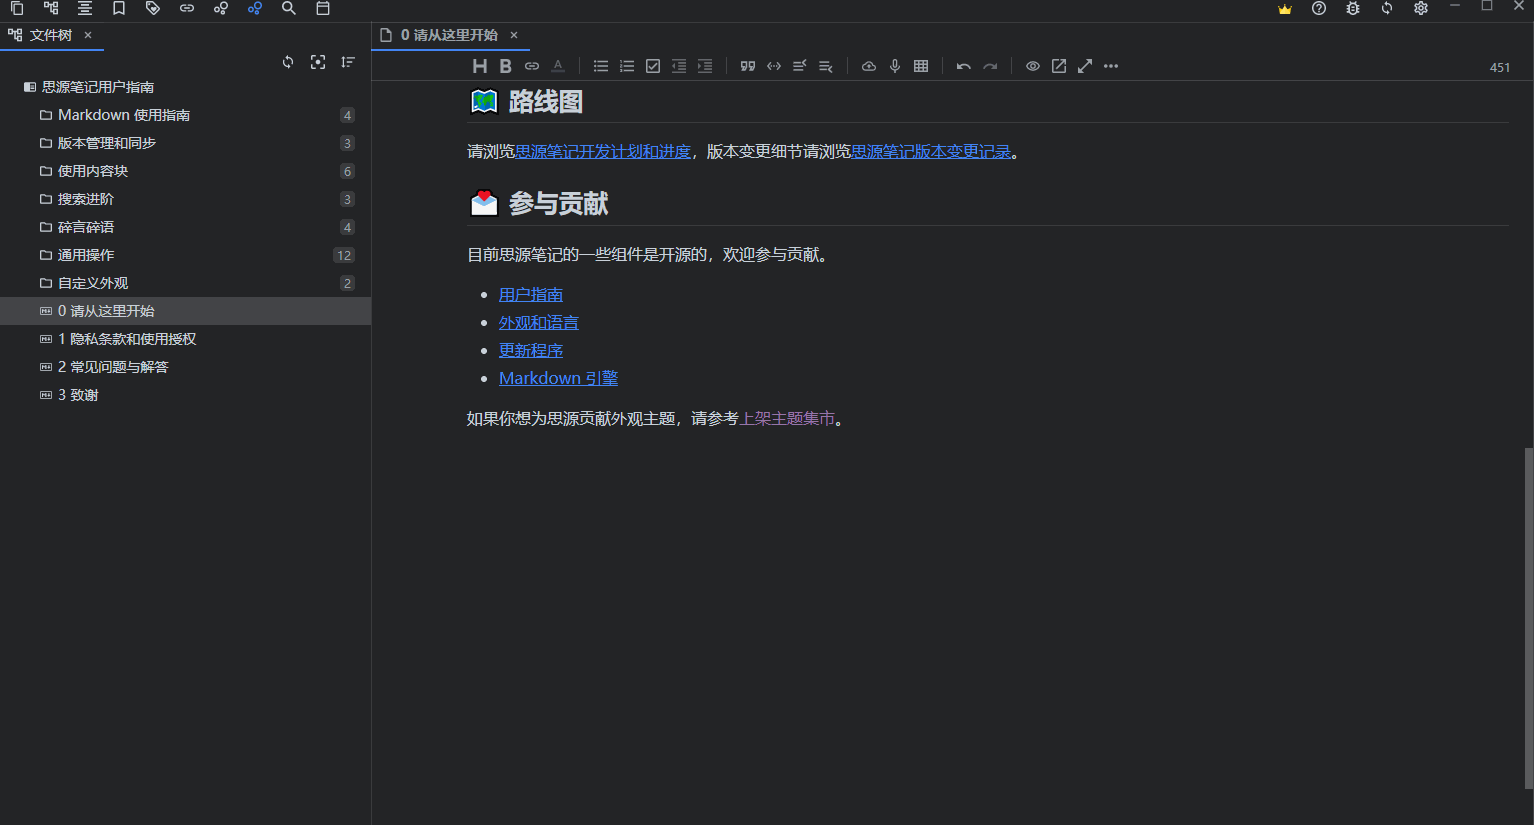 文件树
0 请从这里开始
思源笔记用户指南
Markdown 使用指南 4
版本管理和同步 3
使用内容块 6
搜索进阶 3
碎言碎语 4
通用操作 12
自定义外观 2
0 请从这里开始
1 隐私条款和使用授权
2 常见问题与解答
3 致谢
H B A
451
路线图
请浏览思源笔记开发计划和进度，版本变更细节请浏览思源笔记版本变更记录。
参与贡献
目前思源笔记的一些组件是开源的，欢迎参与贡献。
用户指南
外观和语言
更新程序
Markdown 引擎
如果你想为思源贡献外观主题，请参考上架主题集市。